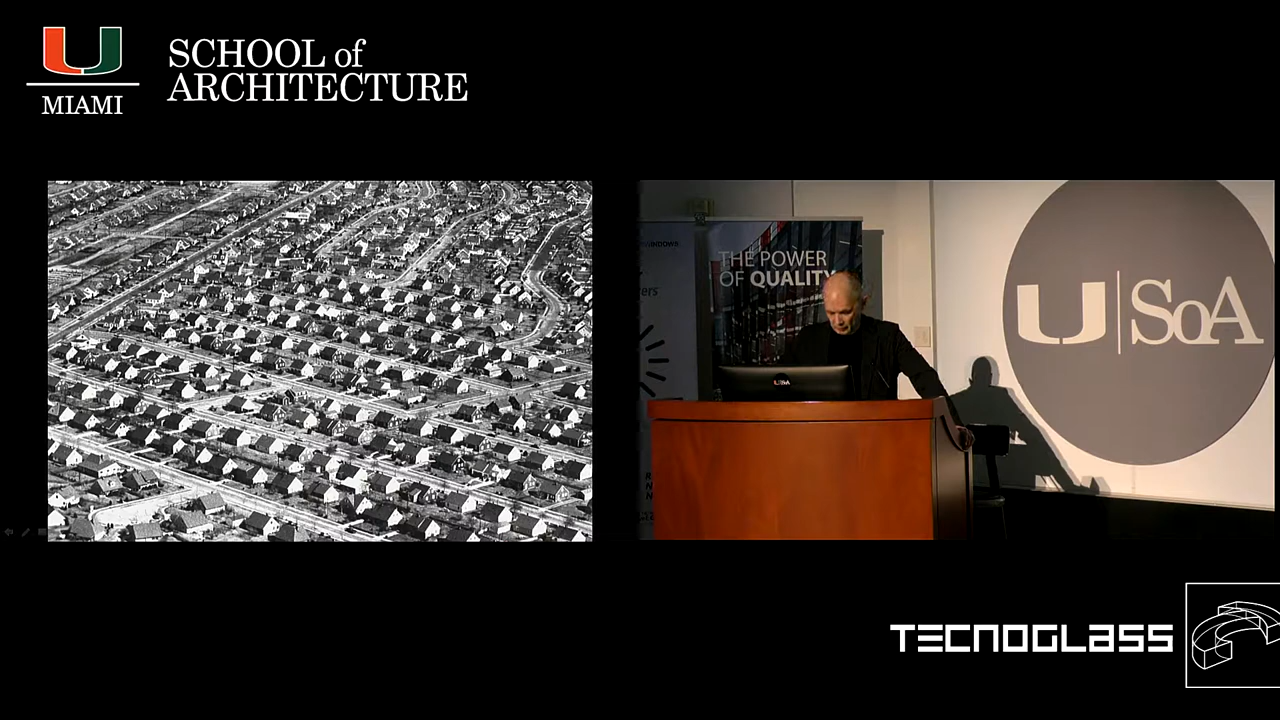 MIAMI
SCHOOL of
ARCHITECTURE
THE POWER
OF QUALITY
U SoA
TECNOGLASS